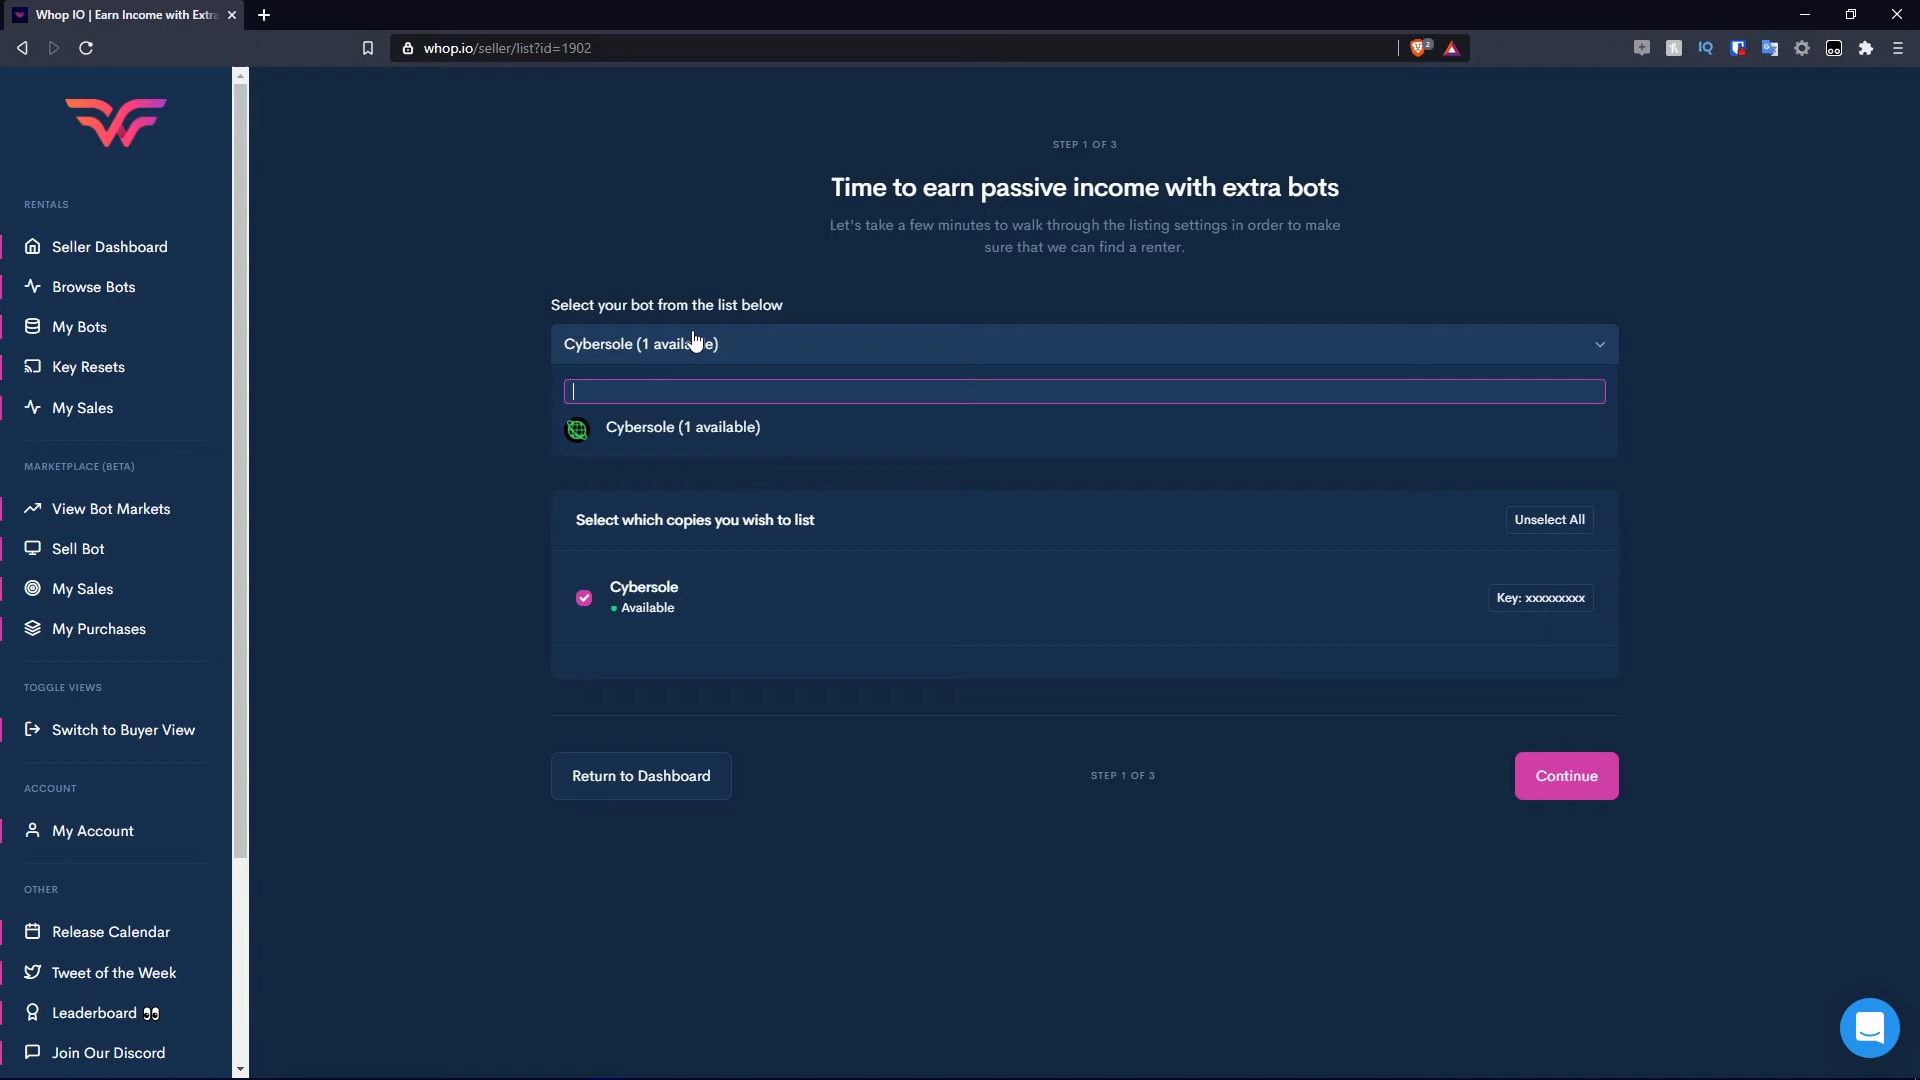 Whop IO | Earn Income with Extra
whop.io/seller/list?id=1902
2
IQ
RENTALS
Seller Dashboard
Browse Bots
My Bots
Key Resets
My Sales
MARKETPLACE (BETA)
View Bot Markets
Sell Bot
My Sales
My Purchases
TOGGLE VIEWS
Switch to Buyer View
ACCOUNT
My Account
OTHER
Release Calendar
Tweet of the Week
Leaderboard 👀
Join Our Discord
STEP 1 OF 3
Time to earn passive income with extra bots
Let's take a few minutes to walk through the listing settings in order to make
sure that we can find a renter.
Select your bot from the list below
Cybersole (1 available)
Cybersole (1 available)
Select which copies you wish to list
Unselect All
Cybersole
Available
Key: xxxxxxxxx
Return to Dashboard
STEP 1 OF 3
Continue